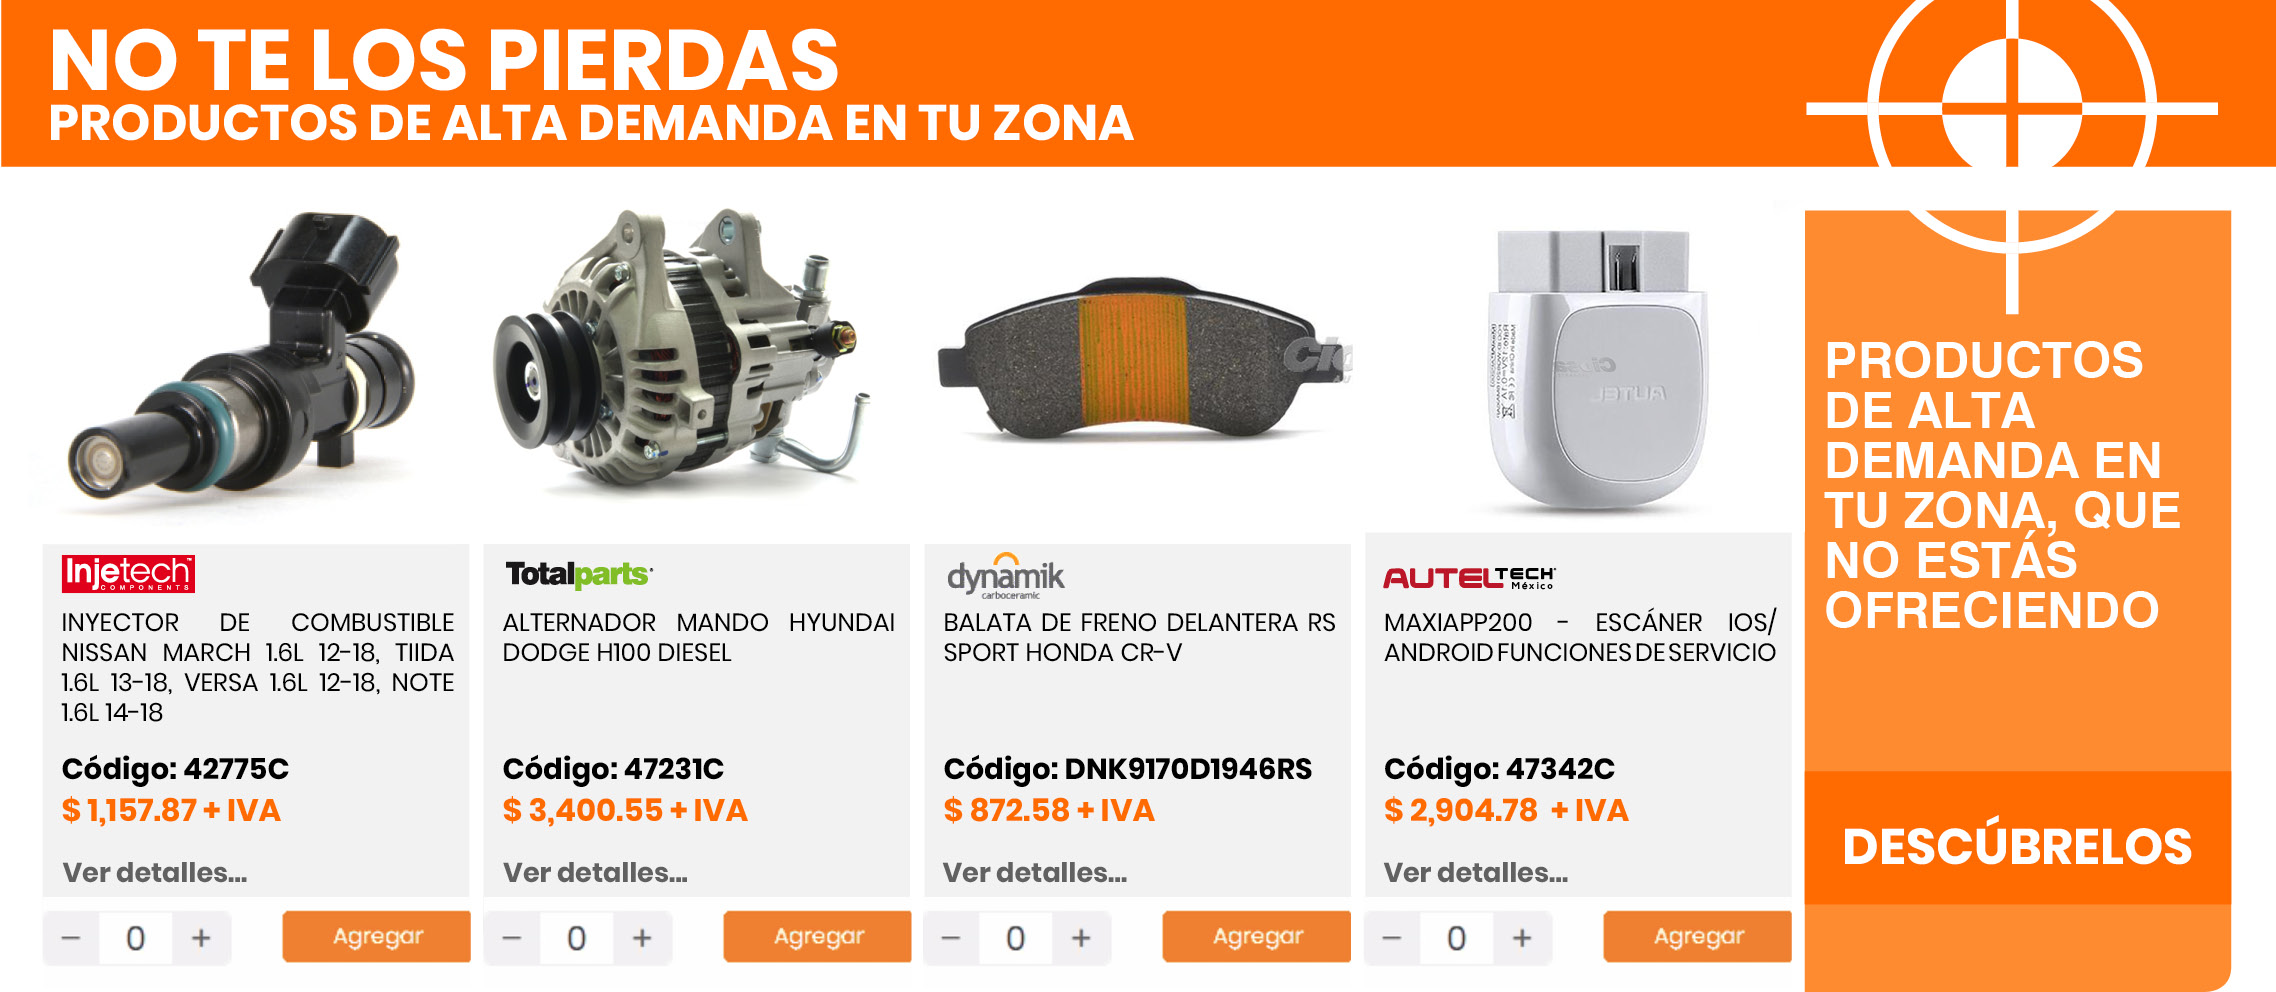 NO TE LOS PIERDAS
PRODUCTOS DE ALTA DEMANDA EN TU ZONA
Injetech™
COMPONENTS
INYECTOR DE COMBUSTIBLE
NISSAN MARCH 1.6L 12-18, TIIDA
1.6L 13-18, VERSA 1.6L 12-18, NOTE
1.6L 14-18
Código: 42775C
$ 1,157.87 + IVA
Ver detalles...
0
Agregar
Totalparts
ALTERNADOR MANDO HYUNDAI
DODGE H100 DIESEL
Código: 47231C
$ 3,400.55 + IVA
Ver detalles...
0
Agregar
dynamik
carboceramic
BALATA DE FRENO DELANTERA RS
SPORT HONDA CR-V
Código: DNK9170D1946RS
$ 872.58 + IVA
Ver detalles...
0
Agregar
AUTEL
AUTELTECH
México
MAXIAPP200 - ESCÁNER IOS/
ANDROID FUNCIONES DE SERVICIO
Código: 47342C
$ 2,904.78 + IVA
Ver detalles...
0
Agregar
PRODUCTOS
DE ALTA
DEMANDA EN
TU ZONA, QUE
NO ESTÁS
OFRECIENDO
DESCÚBRELOS